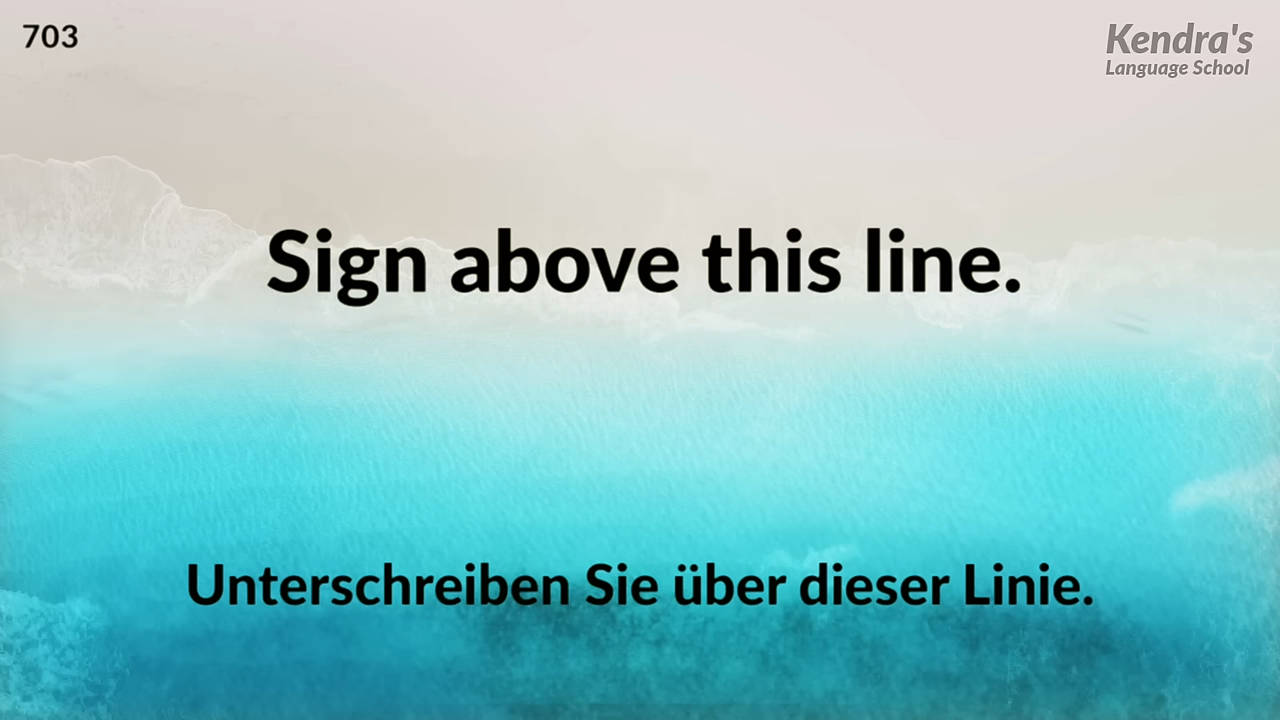 703
Kendra's
Language School
Sign above this line.
Unterschreiben Sie über dieser Linie.